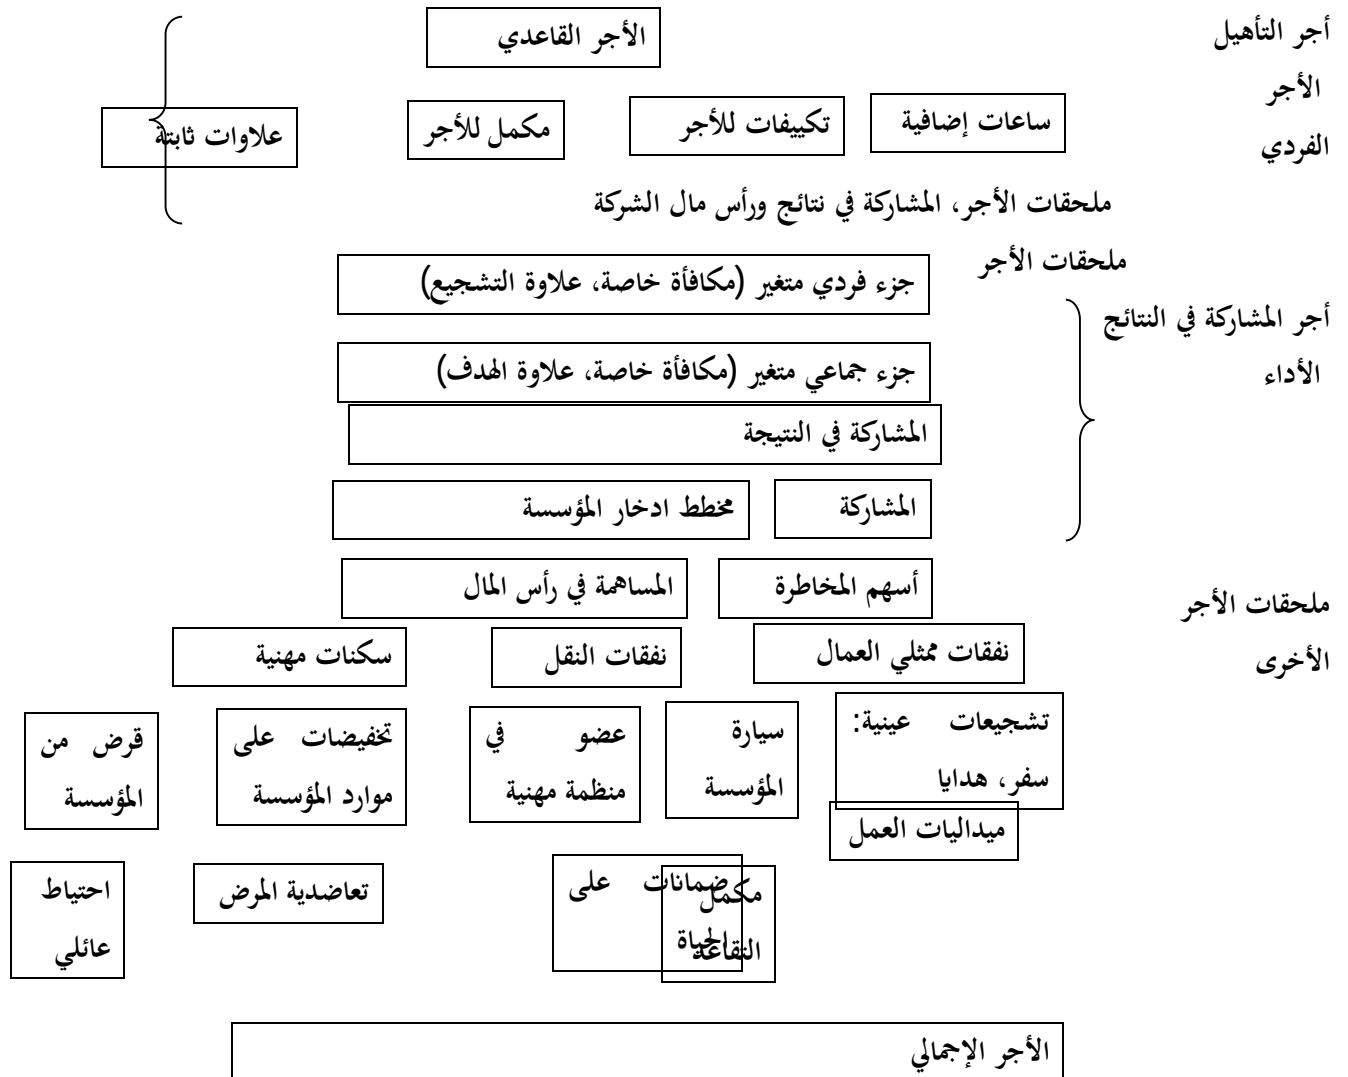 أجر التأهيل
الأجر القاعدي
الأجر
ساعات إضافية
تكييفات للأجر
مكمل للأجر
علاوات ثابتة
الفردي
ملحقات الأجر، المشاركة في نتائج ورأس مال الشركة
ملحقات الأجر
جزء فردي متغير (مكافأة خاصة، علاوة التشجيع)
أجر المشاركة في النتائج
الأداء
جزء جماعي متغير (مكافأة خاصة، علاوة الهدف)
المشاركة في النتيجة
المشاركة
مخطط ادخار المؤسسة
أسهم المخاطرة
المساهمة في رأس المال
ملحقات الأجر
الأخرى
نفقات ممثلي العمال
نفقات النقل
سكنات مهنية
تشجيعات عينية:
سفر، هدايا
سيارة
المؤسسة
عضو في
منظمة مهنية
تخفيضات على
موارد المؤسسة
قرض من
المؤسسة
ميداليات العمل
مكمل
التقاعد
ضمانات على
الحياة
تعاضدية المرض
احتياط
عائلي
الأجر الإجمالي